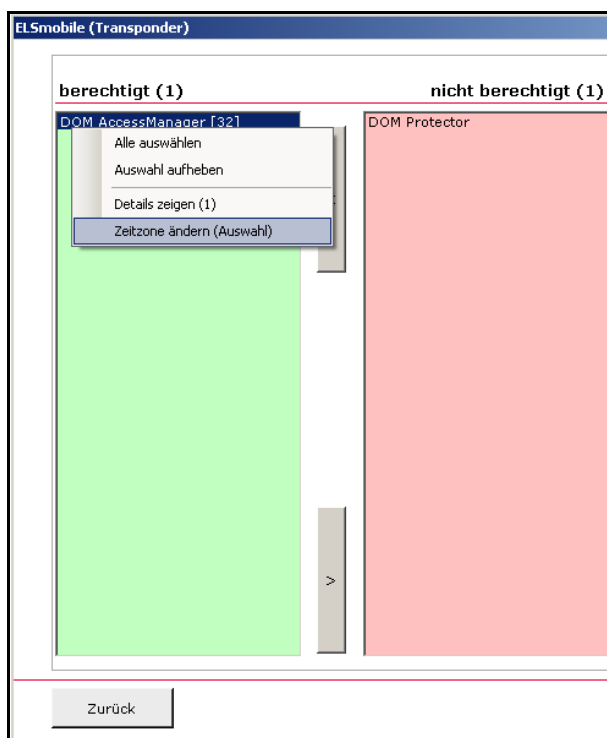 ELSmobile (Transponder)
berechtigt (1)
nicht berechtigt (1)
DOM AccessManager [32]
DOM Protector
Alle auswählen
Auswahl aufheben
Details zeigen (1)
Zeitzone ändern (Auswahl)
>
Zurück